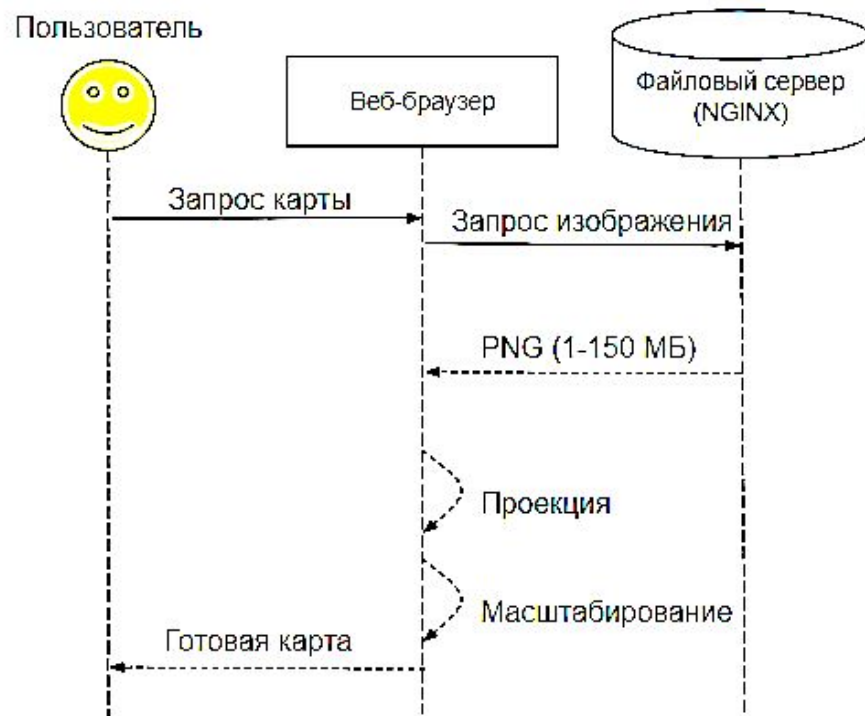 Пользователь
Веб-браузер
Файловый сервер
(NGINX)
Запрос карты
Запрос изображения
PNG (1-150 МБ)
Проекция
Масштабирование
Готовая карта